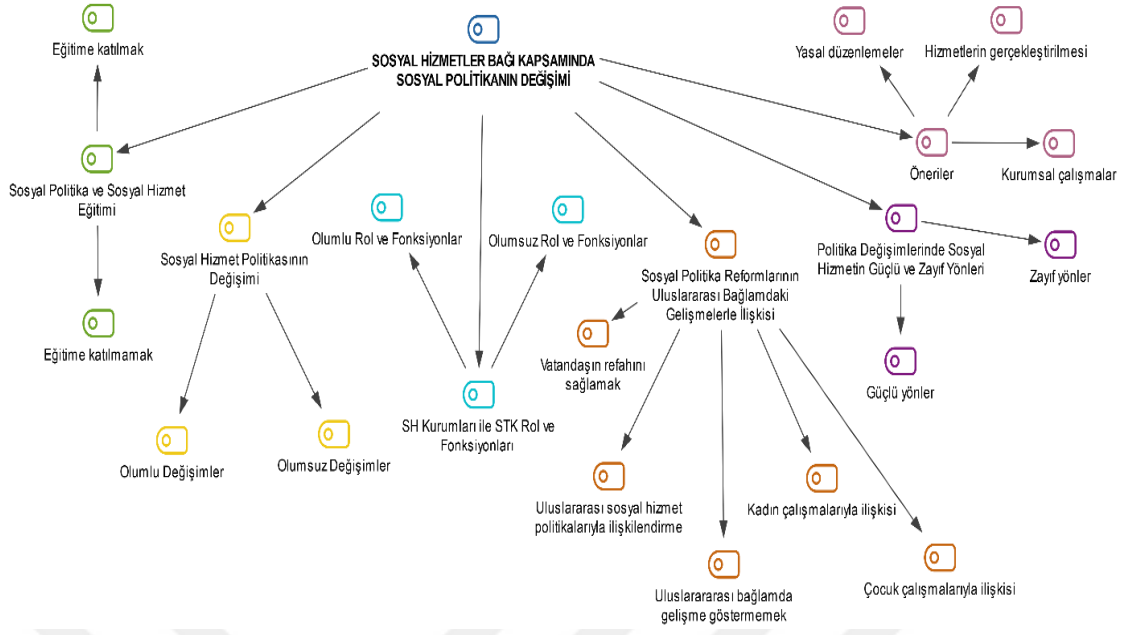 Eğitime katılmak
SOSYAL HİZMETLER BAĞI KAPSAMINDA
SOSYAL POLİTİKANIN DEĞİŞİMİ
Yasal düzenlemeler
Hizmetlerin gerçekleştirilmesi
Sosyal Politika ve Sosyal Hizmet
Eğitimi
Öneriler
Kurumsal çalışmalar
Olumlu Rol ve Fonksiyonlar
Olumsuz Rol ve Fonksiyonlar
Sosyal Hizmet Politikasının
Değişimi
Sosyal Politika Reformlarının
Uluslararası Bağlamdaki
Gelişmelerle İlişkisi
Politika Değişimlerinde Sosyal
Hizmetin Güçlü ve Zayıf Yönleri
Zayıf yönler
Eğitime katılmamak
Vatandaşın refahını
sağlamak
Güçlü yönler
SH Kurumları ile STK Rol ve
Fonksiyonları
Olumlu Değişimler
Olumsuz Değişimler
Uluslararası sosyal hizmet
politikalarıyla ilişkilendirme
Kadın çalışmalarıyla ilişkisi
Uluslarararası bağlamda
gelişme göstermemek
Çocuk çalışmalarıyla ilişkisi